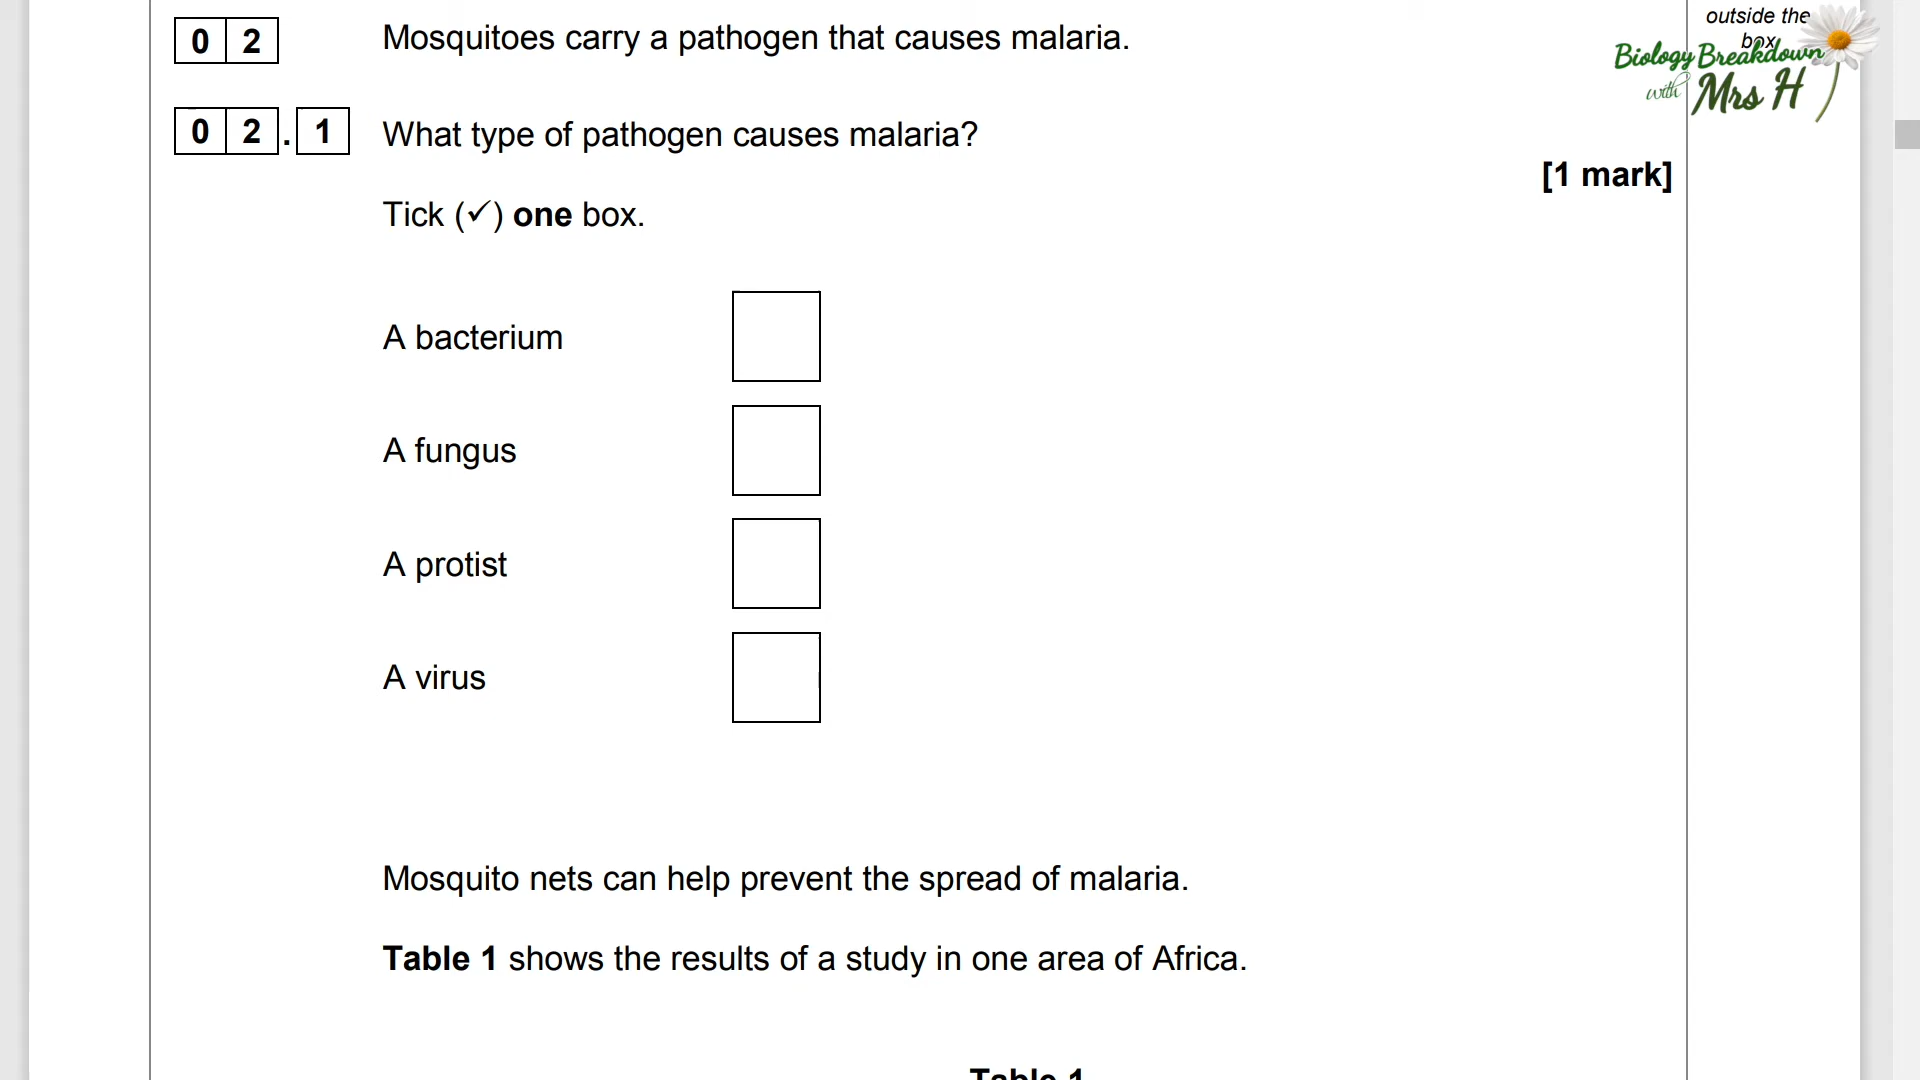 0 2 Mosquitoes carry a pathogen that causes malaria.
outside the
box
Biology Breakdown
with Mrs H
0 2 . 1 What type of pathogen causes malaria?
[1 mark]
Tick (✓) one box.
A bacterium
A fungus
A protist
A virus
Mosquito nets can help prevent the spread of malaria.
Table 1 shows the results of a study in one area of Africa.
Table 1